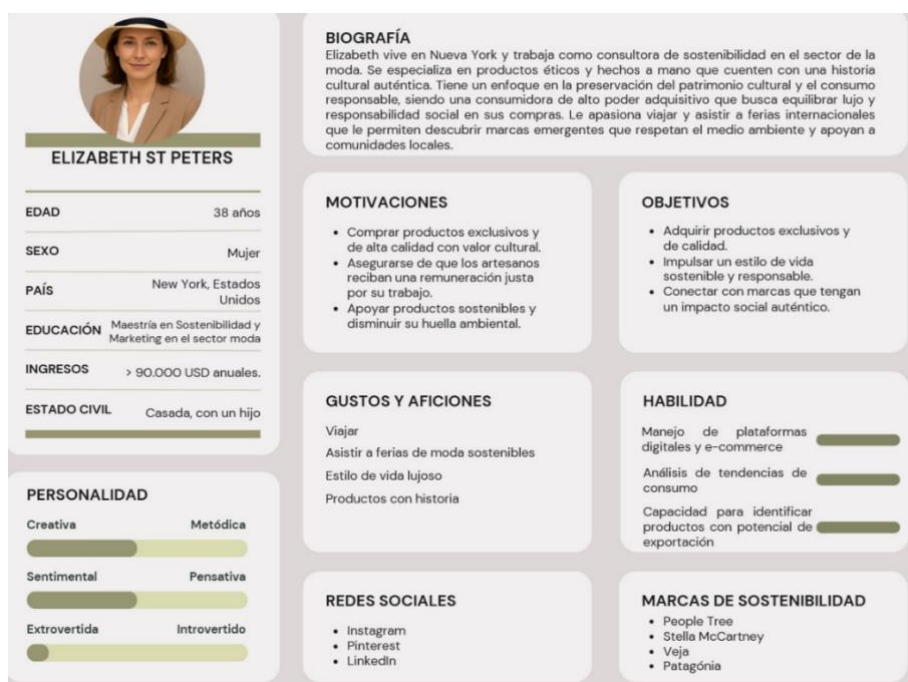 ELIZABETH ST PETERS
EDAD 38 años
SEXO Mujer
PAÍS New York, Estados
Unidos
EDUCACIÓN Maestría en Sostenibilidad y
Marketing en el sector moda
INGRESOS > 90.000 USD anuales.
ESTADO CIVIL Casada, con un hijo
PERSONALIDAD
Creativa Metódica
Sentimental Pensativa
Extrovertida Introvertido
BIOGRAFÍA
Elizabeth vive en Nueva York y trabaja como consultora de sostenibilidad en el sector de la
moda. Se especializa en productos éticos y hechos a mano que cuenten con una historia
cultural auténtica. Tiene un enfoque en la preservación del patrimonio cultural y el consumo
responsable, siendo una consumidora de alto poder adquisitivo que busca equilibrar lujo y
responsabilidad social en sus compras. Le apasiona viajar y asistir a ferias internacionales
que le permiten descubrir marcas emergentes que respetan el medio ambiente y apoyan a
comunidades locales.
MOTIVACIONES
• Comprar productos exclusivos y
de alta calidad con valor cultural.
• Asegurarse de que los artesanos
reciban una remuneración justa
por su trabajo.
• Apoyar productos sostenibles y
disminuir su huella ambiental.
OBJETIVOS
• Adquirir productos exclusivos y
de calidad.
• Impulsar un estilo de vida
sostenible y responsable.
• Conectar con marcas que tengan
un impacto social auténtico.
GUSTOS Y AFICIONES
Viajar
Asistir a ferias de moda sostenibles
Estilo de vida lujoso
Productos con historia
HABILIDAD
Manejo de plataformas
digitales y e-commerce
Análisis de tendencias de
consumo
Capacidad para identificar
productos con potencial de
exportación
REDES SOCIALES
• Instagram
• Pinterest
• LinkedIn
MARCAS DE SOSTENIBILIDAD
• People Tree
• Stella McCartney
• Veja
• Patagónia